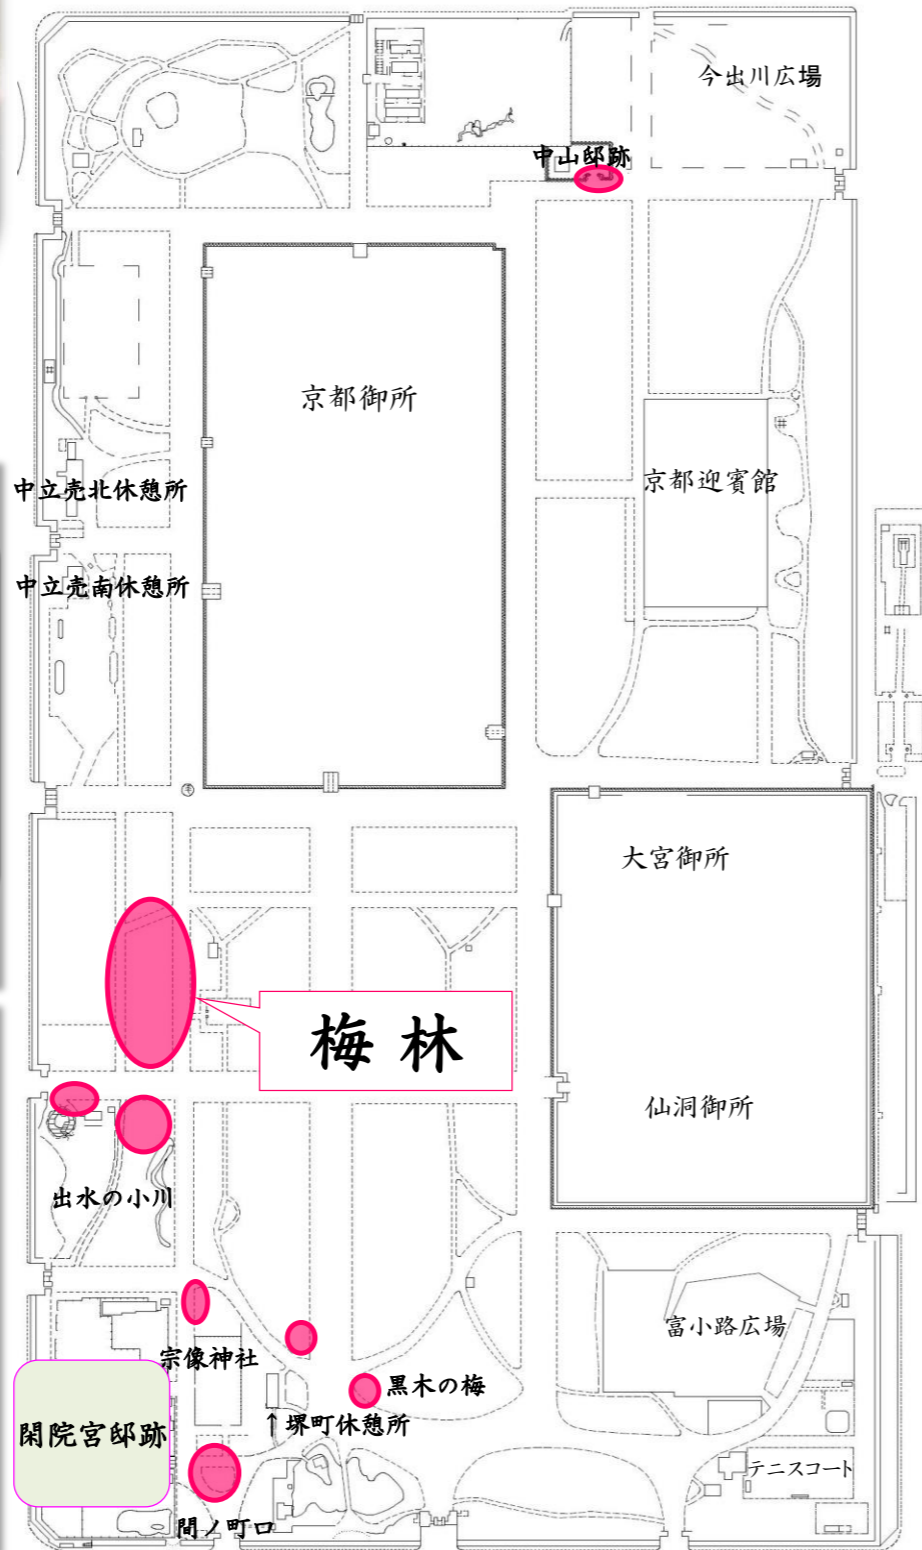 今出川広場
中山邸跡
京都御所
京都迎賓館
中立売北休憩所
中立売南休憩所
大宮御所
梅林
仙洞御所
出水の小川
富小路広場
宗像神社
黒木の梅
↑堺町休憩所
閑院宮邸跡
テニスコート
間ノ町口